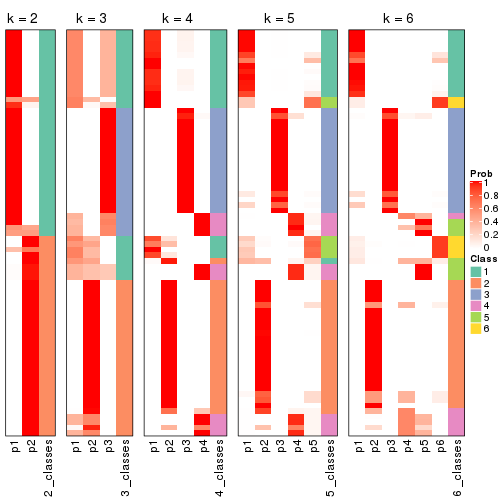 k = 2
k = 3
k = 4
k = 5
k = 6
p1
p2
2_classes
p1
p2
p3
3_classes
p1
p2
p3
p4
4_classes
p1
p2
p3
p4
p5
5_classes
p1
p2
p3
p4
p5
p6
6_classes
Prob
1
0.8
0.6
0.4
0.2
0
Class
1
2
3
4
5
6